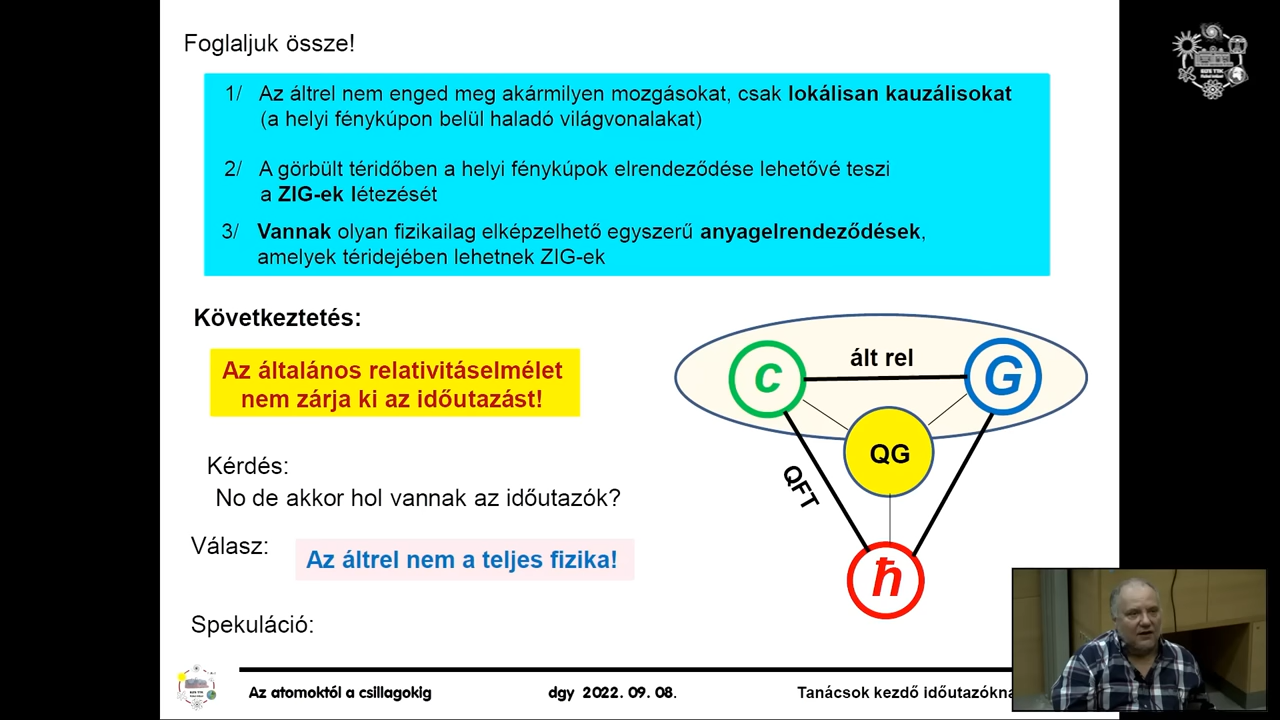 Foglaljuk össze!
1/ Az áltrel nem enged meg akármilyen mozgásokat, csak lokálisan kauzálisokat
(a helyi fénykúpon belül haladó világvonalakat)
2/ A görbült téridőben a helyi fénykúpok elrendeződése lehetővé teszi
a ZIG-ek létezését
3/ Vannak olyan fizikailag elképzelhető egyszerű anyagelrendeződések,
amelyek téridejében lehetnek ZIG-ek
Következtetés:
Az általános relativitáselmélet
nem zárja ki az időutazást!
ált rel
c
G
QG
QFT
ħ
Kérdés:
No de akkor hol vannak az időutazók?
Válasz:
Az áltrel nem a teljes fizika!
Spekuláció:
Az atomoktól a csillagokig
dgy 2022. 09. 08.
Tanácsok kezdő